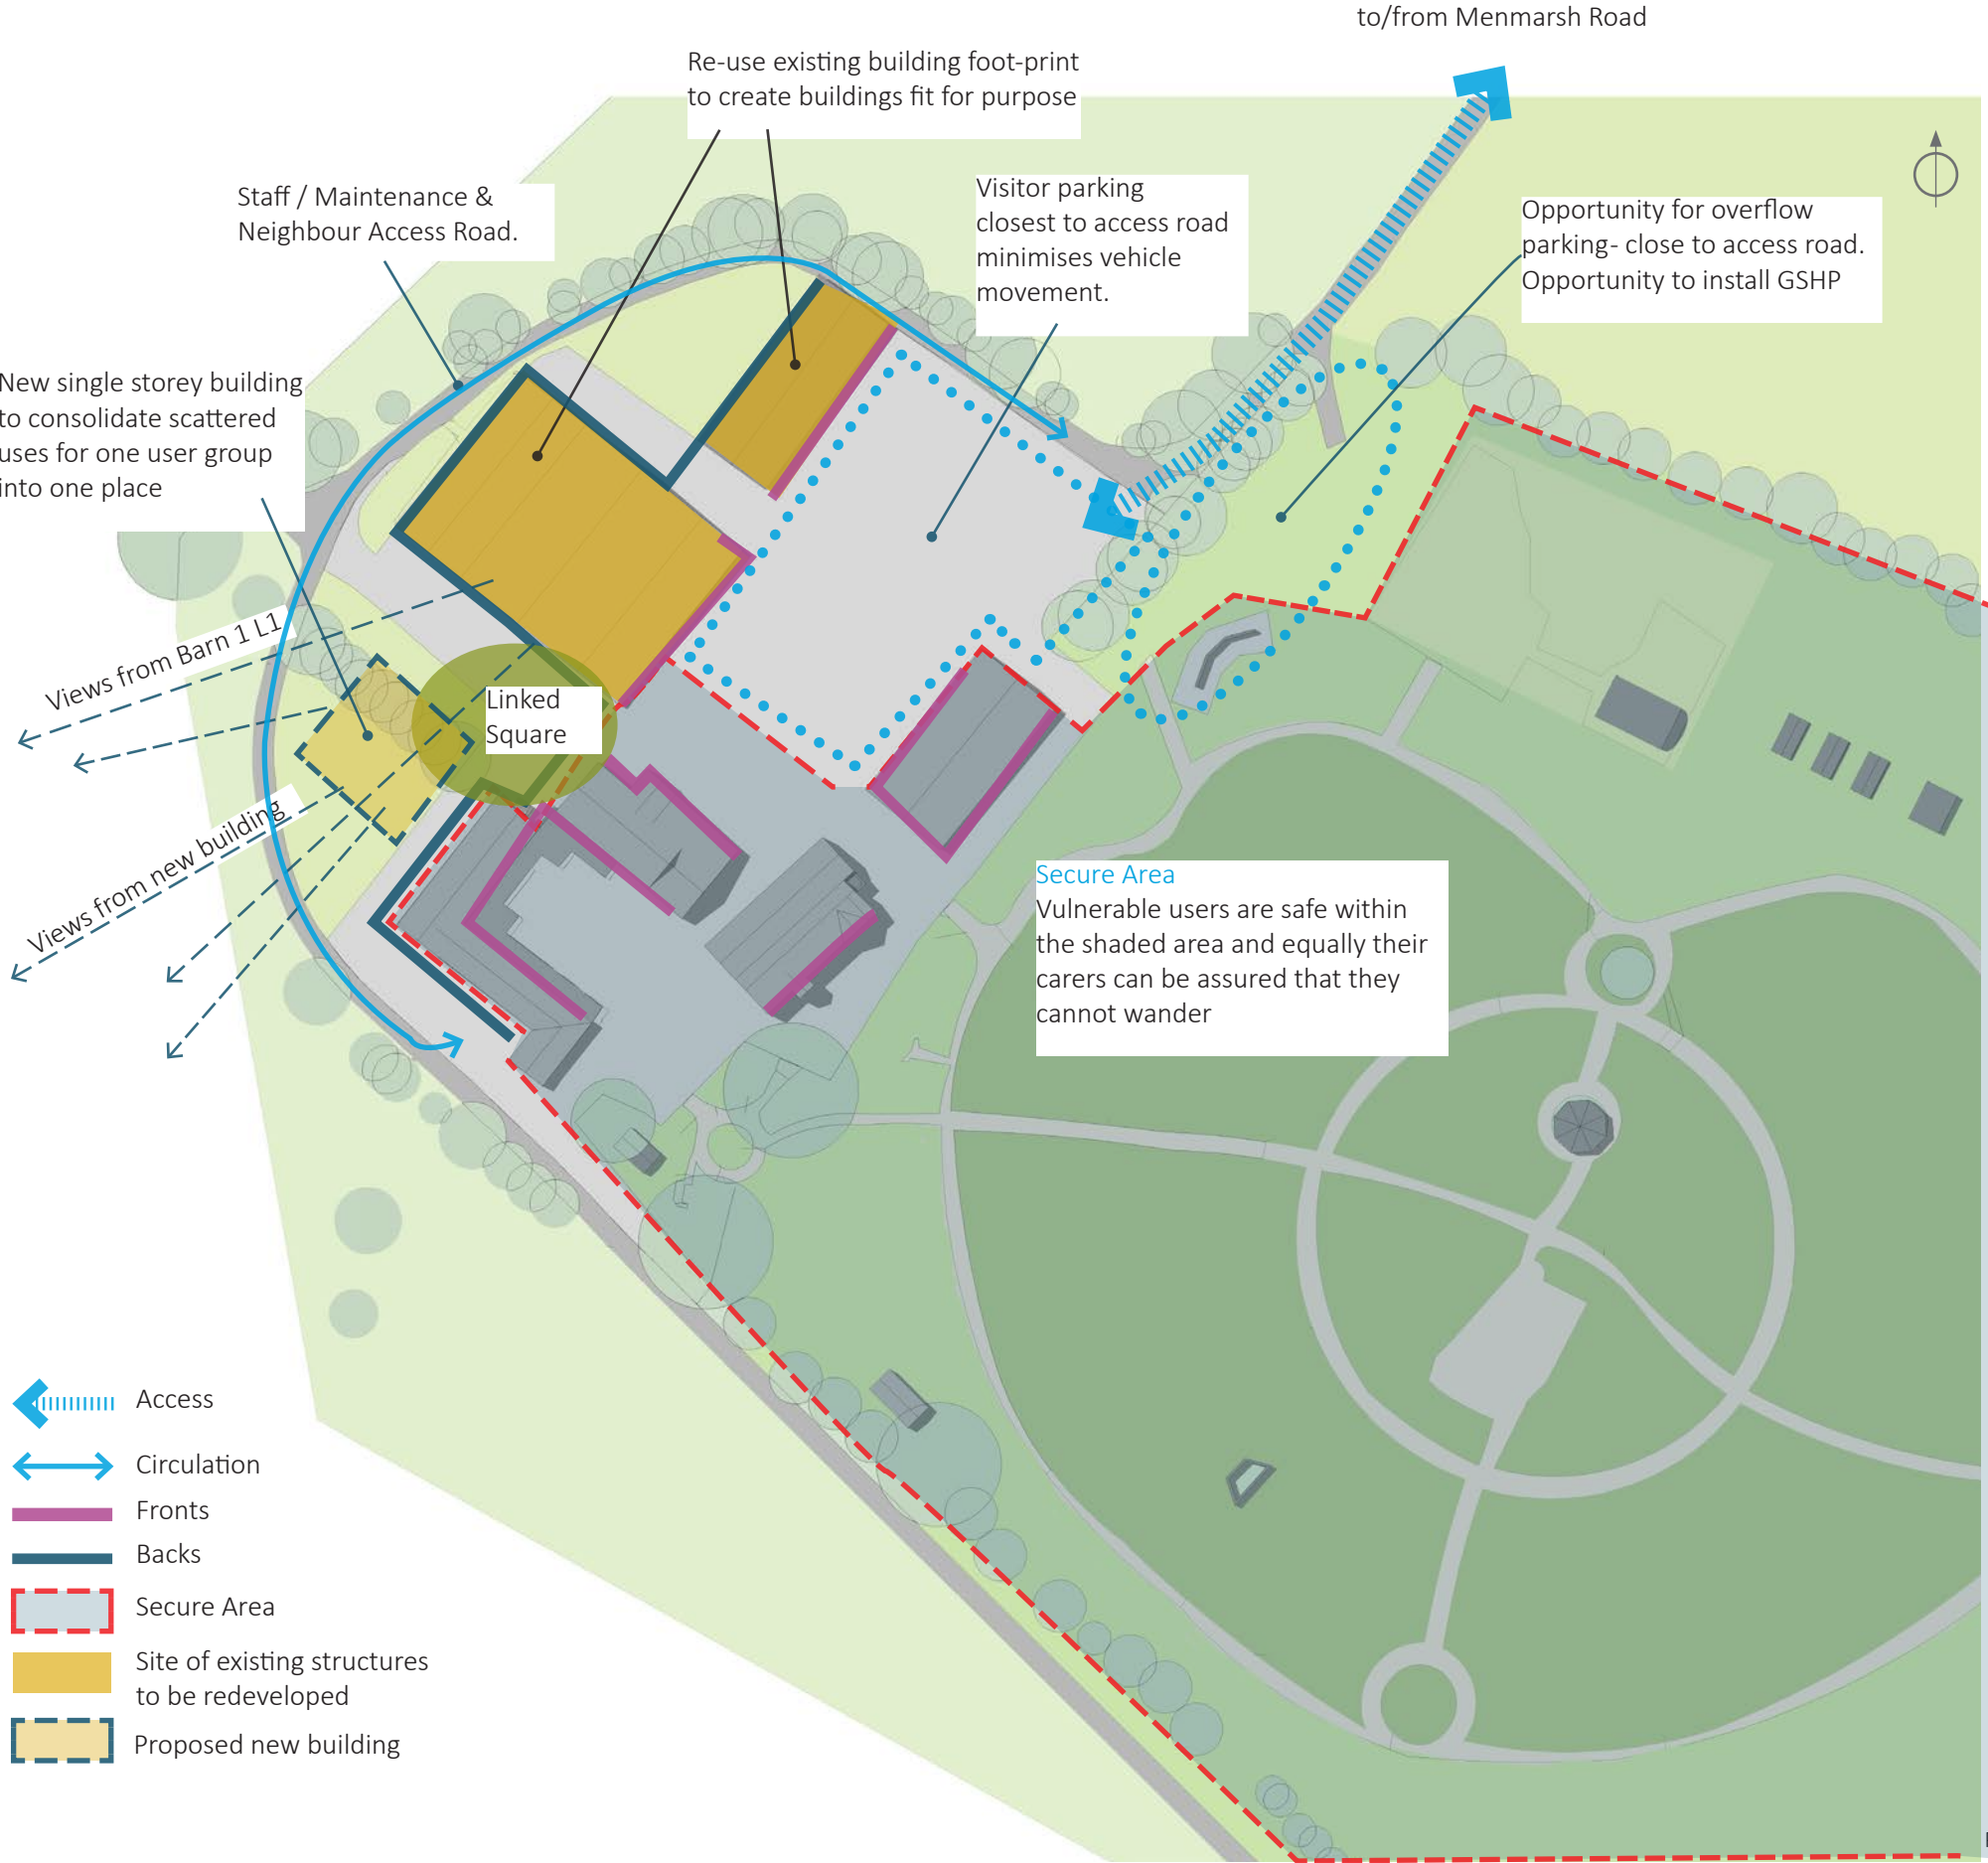 to/from Menmarsh Road
Re-use existing building foot-print
to create buildings fit for purpose
Staff / Maintenance &
Neighbour Access Road.
Visitor parking
closest to access road
minimises vehicle
movement.
Opportunity for overflow
parking- close to access road.
Opportunity to install GSHP
New single storey building
to consolidate scattered
uses for one user group
into one place
Views from Barn 1 L1
Linked
Square
Views from new building
Secure Area
Vulnerable users are safe within
the shaded area and equally their
carers can be assured that they
cannot wander
Access
Circulation
Fronts
Backs
Secure Area
Site of existing structures
to be redeveloped
Proposed new building